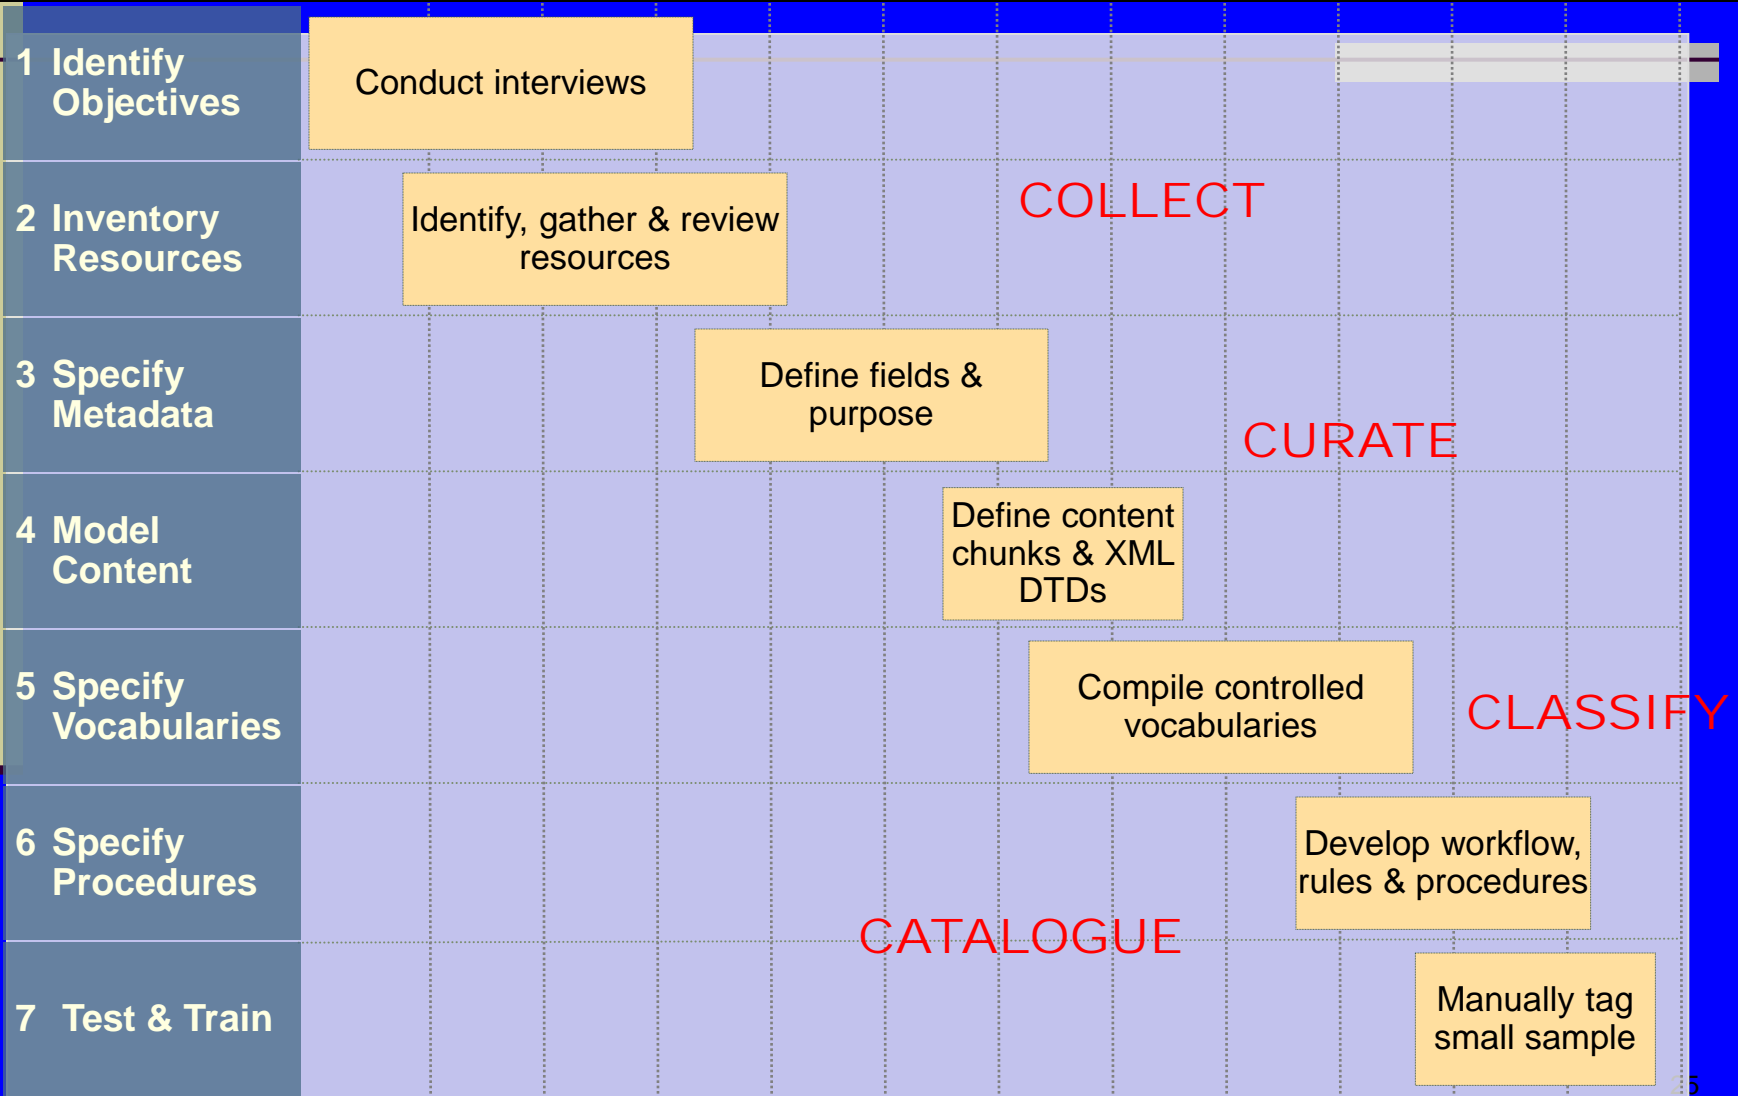 1 Identify
Objectives
Conduct interviews
2 Inventory
Resources
Identify, gather & review
resources
COLLECT
3 Specify
Metadata
Define fields &
purpose
CURATE
4 Model
Content
Define content
chunks & XML
DTDs
5 Specify
Vocabularies
Compile controlled
vocabularies
CLASSIFY
6 Specify
Procedures
Develop workflow,
rules & procedures
CATALOGUE
7 Test & Train
Manually tag
small sample